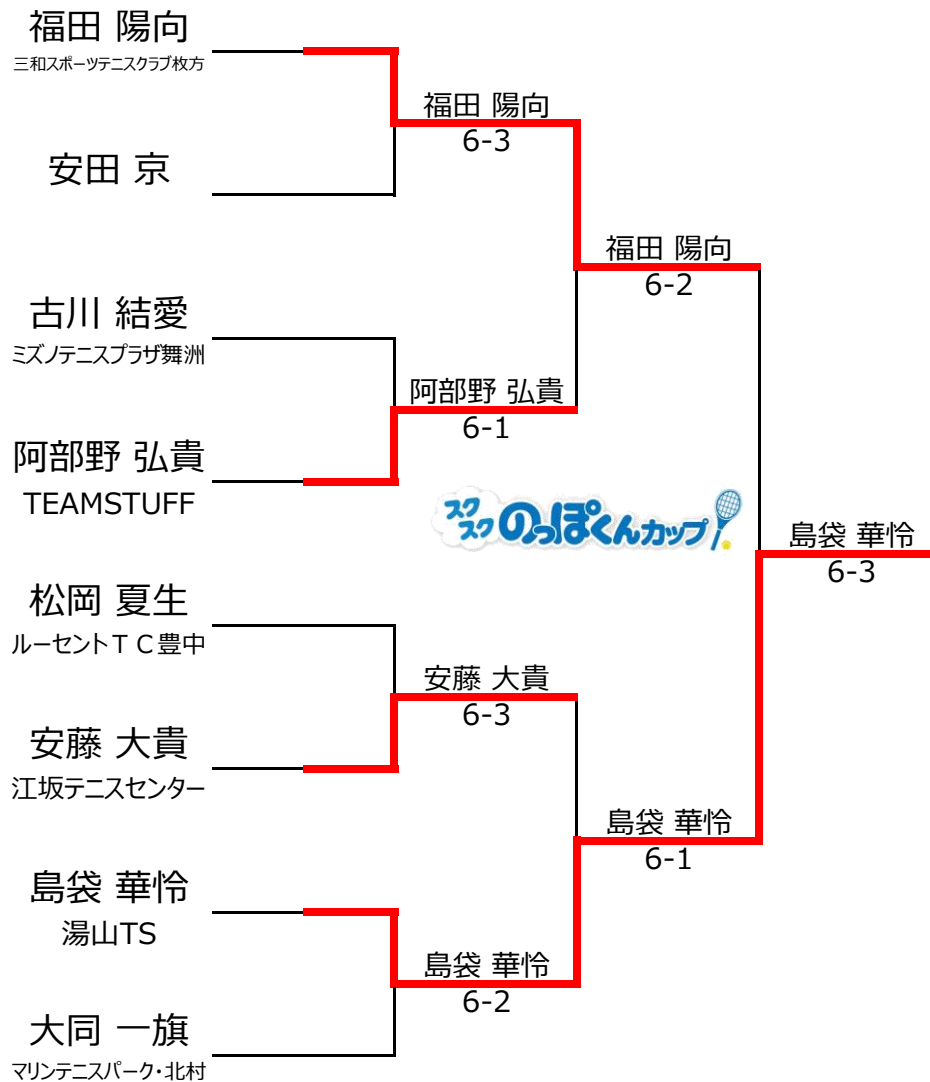 福田 陽向
三和スポーツテニスクラブ枚方
福田 陽向
6-3
安田 京
福田 陽向
6-2
古川 結愛
ミズノテニスプラザ舞洲
阿部野 弘貴
6-1
阿部野 弘貴
TEAMSTUFF
スクスクのっぽくんカップ
島袋 華怜
6-3
松岡 夏生
ルーセントＴＣ豊中
安藤 大貴
6-3
安藤 大貴
江坂テニスセンター
島袋 華怜
6-1
島袋 華怜
湯山TS
島袋 華怜
6-2
大同 一旗
マリンテニスパーク・北村